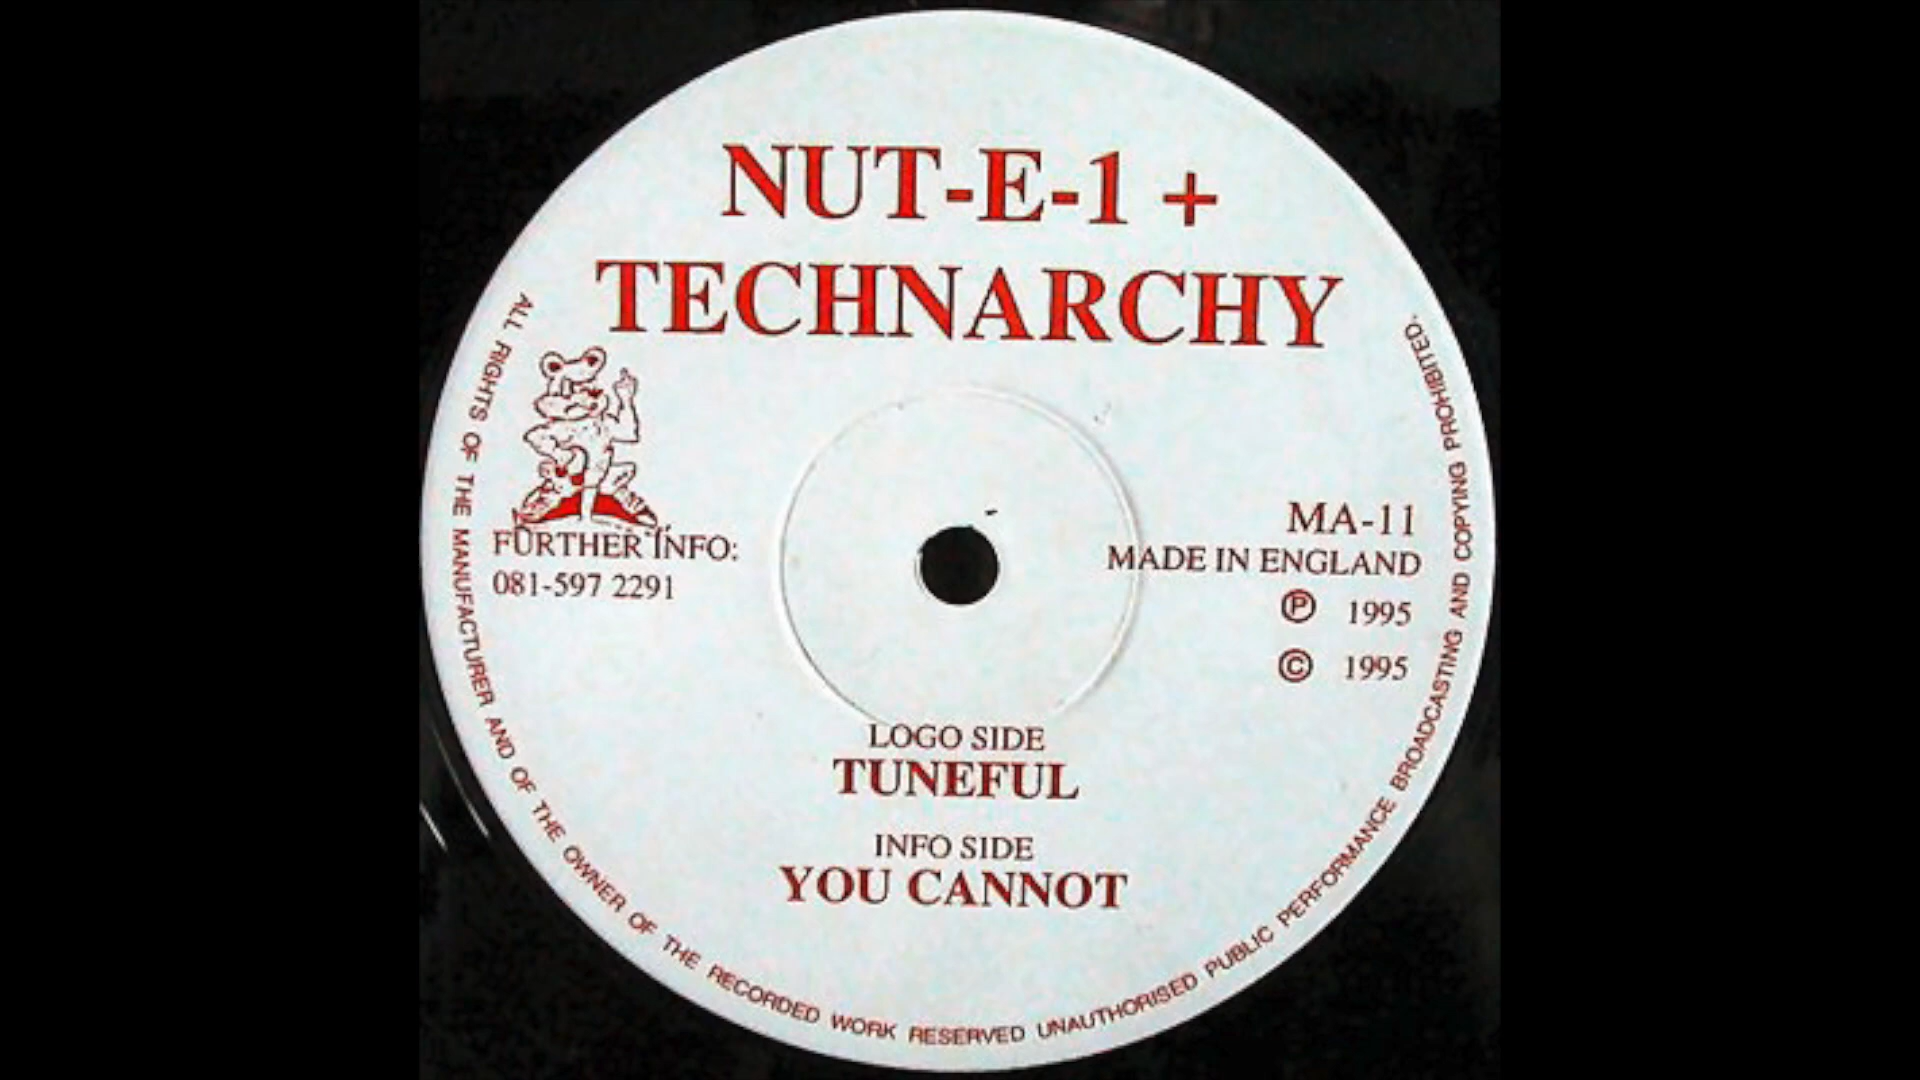 NUT-E-1 +
TECHNARCHY
FURTHER INFO:
081-597 2291
MA-11
MADE IN ENGLAND
Ⓟ 1995
© 1995
LOGO SIDE
TUNEFUL
INFO SIDE
YOU CANNOT
ALL RIGHTS OF THE MANUFACTURER AND OF THE OWNER OF THE RECORDED WORK RESERVED UNAUTHORISED PUBLIC PERFORMANCE BROADCASTING AND COPYING PROHIBITED.